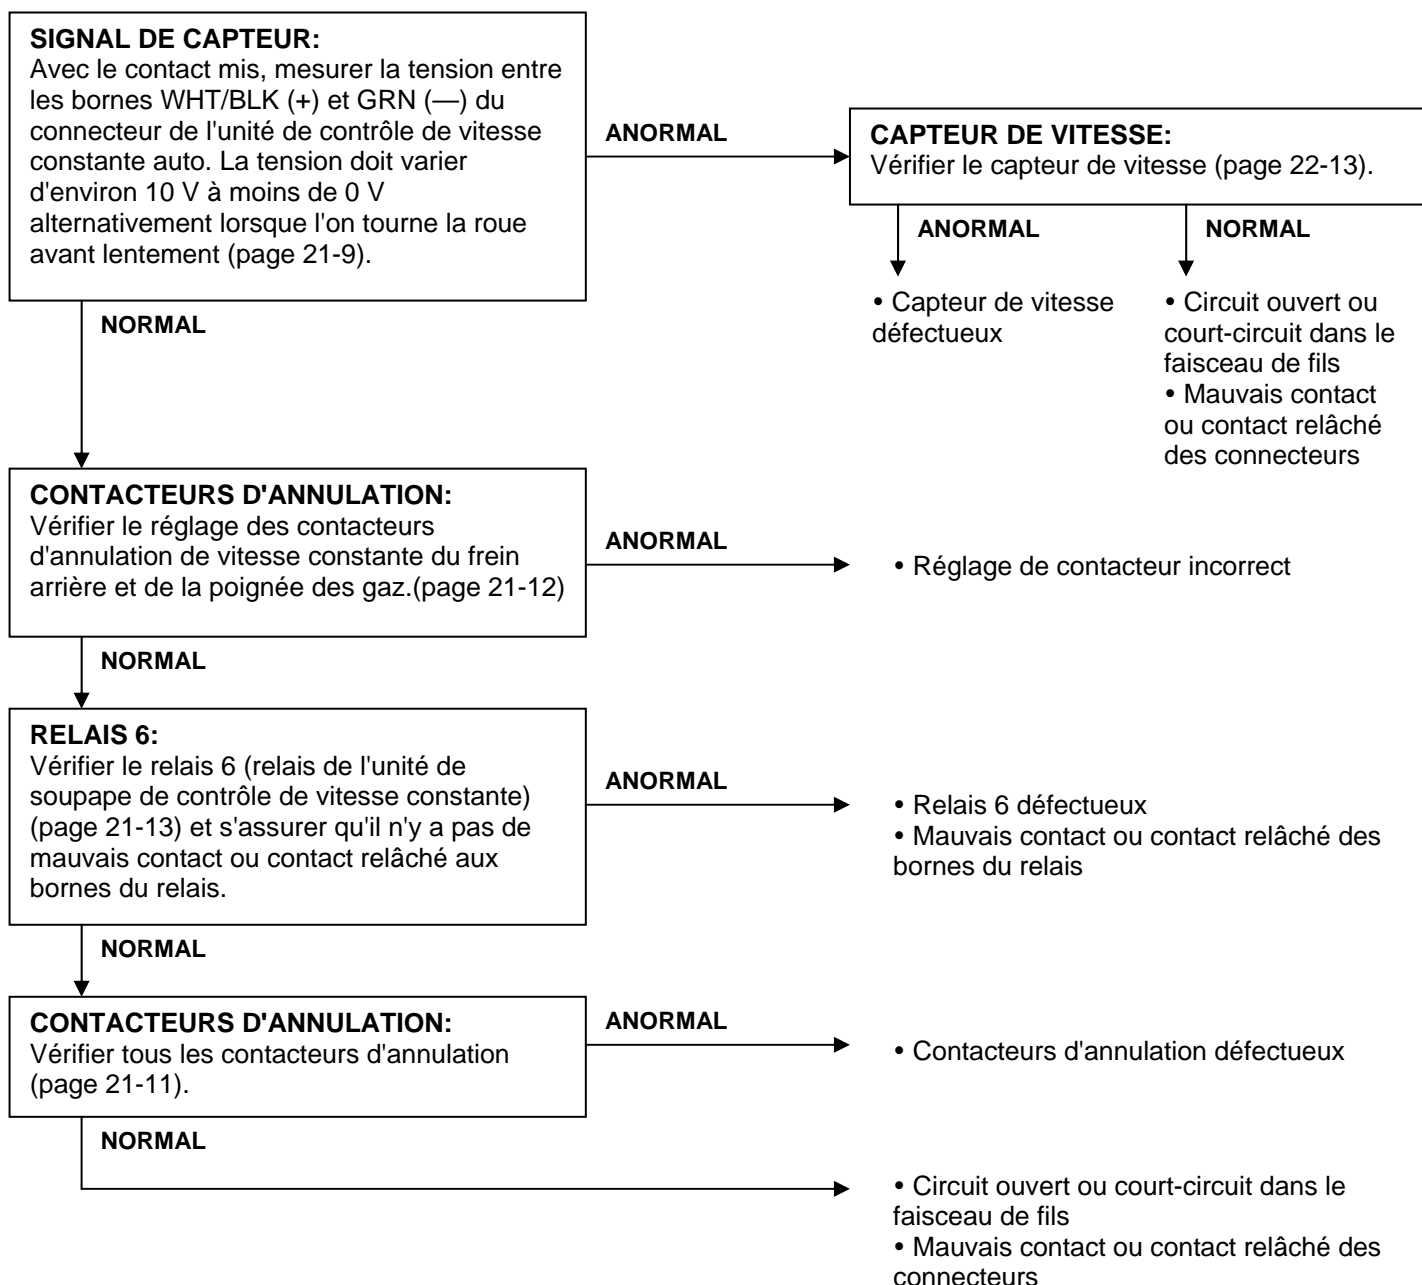 SIGNAL DE CAPTEUR:
Avec le contact mis, mesurer la tension entre
les bornes WHT/BLK (+) et GRN (—) du
connecteur de l'unité de contrôle de vitesse
constante auto. La tension doit varier
d'environ 10 V à moins de 0 V
alternativement lorsque l'on tourne la roue
avant lentement (page 21-9).
ANORMAL
CAPTEUR DE VITESSE:
Vérifier le capteur de vitesse (page 22-13).
ANORMAL
NORMAL
• Capteur de vitesse
défectueux
• Circuit ouvert ou
court-circuit dans le
faisceau de fils
• Mauvais contact
ou contact relâché
des connecteurs
NORMAL
CONTACTEURS D'ANNULATION:
Vérifier le réglage des contacteurs
d'annulation de vitesse constante du frein
arrière et de la poignée des gaz.(page 21-12)
ANORMAL
• Réglage de contacteur incorrect
NORMAL
RELAIS 6:
Vérifier le relais 6 (relais de l'unité de
soupape de contrôle de vitesse constante)
(page 21-13) et s'assurer qu'il n'y a pas de
mauvais contact ou contact relâché aux
bornes du relais.
ANORMAL
• Relais 6 défectueux
• Mauvais contact ou contact relâché des
bornes du relais
NORMAL
CONTACTEURS D'ANNULATION:
Vérifier tous les contacteurs d'annulation
(page 21-11).
ANORMAL
• Contacteurs d'annulation défectueux
NORMAL
• Circuit ouvert ou court-circuit dans le
faisceau de fils
• Mauvais contact ou contact relâché des
connecteurs